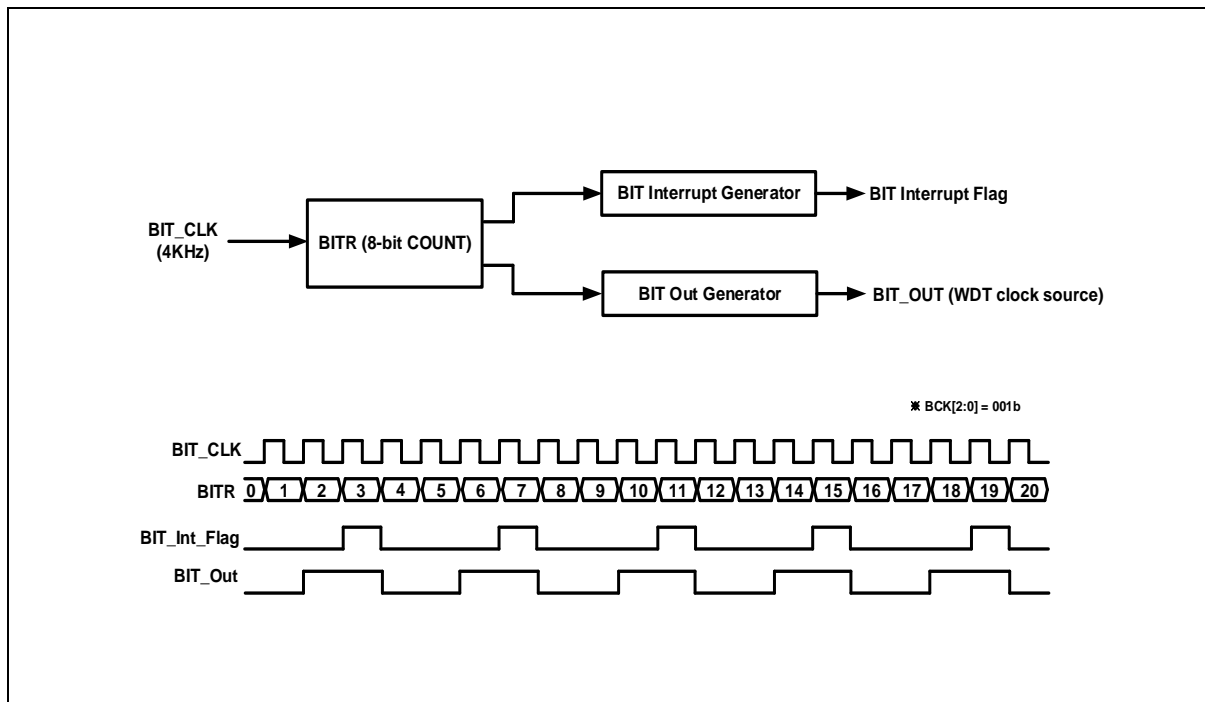 BIT_CLK
(4KHz)
BITR (8-bit COUNT)
BIT Interrupt Generator
BIT Interrupt Flag
BIT Out Generator
BIT_OUT (WDT clock source)
⌘ BCK[2:0] = 001b
BIT_CLK
BITR 0 1 2 3 4 5 6 7 8 9 10 11 12 13 14 15 16 17 18 19 20
BIT_Int_Flag
BIT_Out